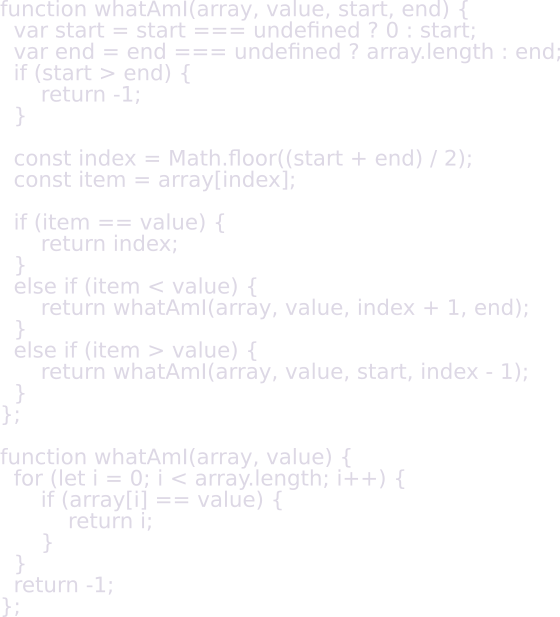 function whatAmI(array, value, start, end) {
var start = start === undefined ? 0 : start;
var end = end === undefined ? array.length : end;
if (start > end) {
return -1;
}
const index = Math.floor((start + end) / 2);
const item = array[index];
if (item == value) {
return index;
}
else if (item < value) {
return whatAmI(array, value, index + 1, end);
}
else if (item > value) {
return whatAmI(array, value, start, index - 1);
}
};
function whatAmI(array, value) {
for (let i = 0; i < array.length; i++) {
if (array[i] == value) {
return i;
}
}
return -1;
};